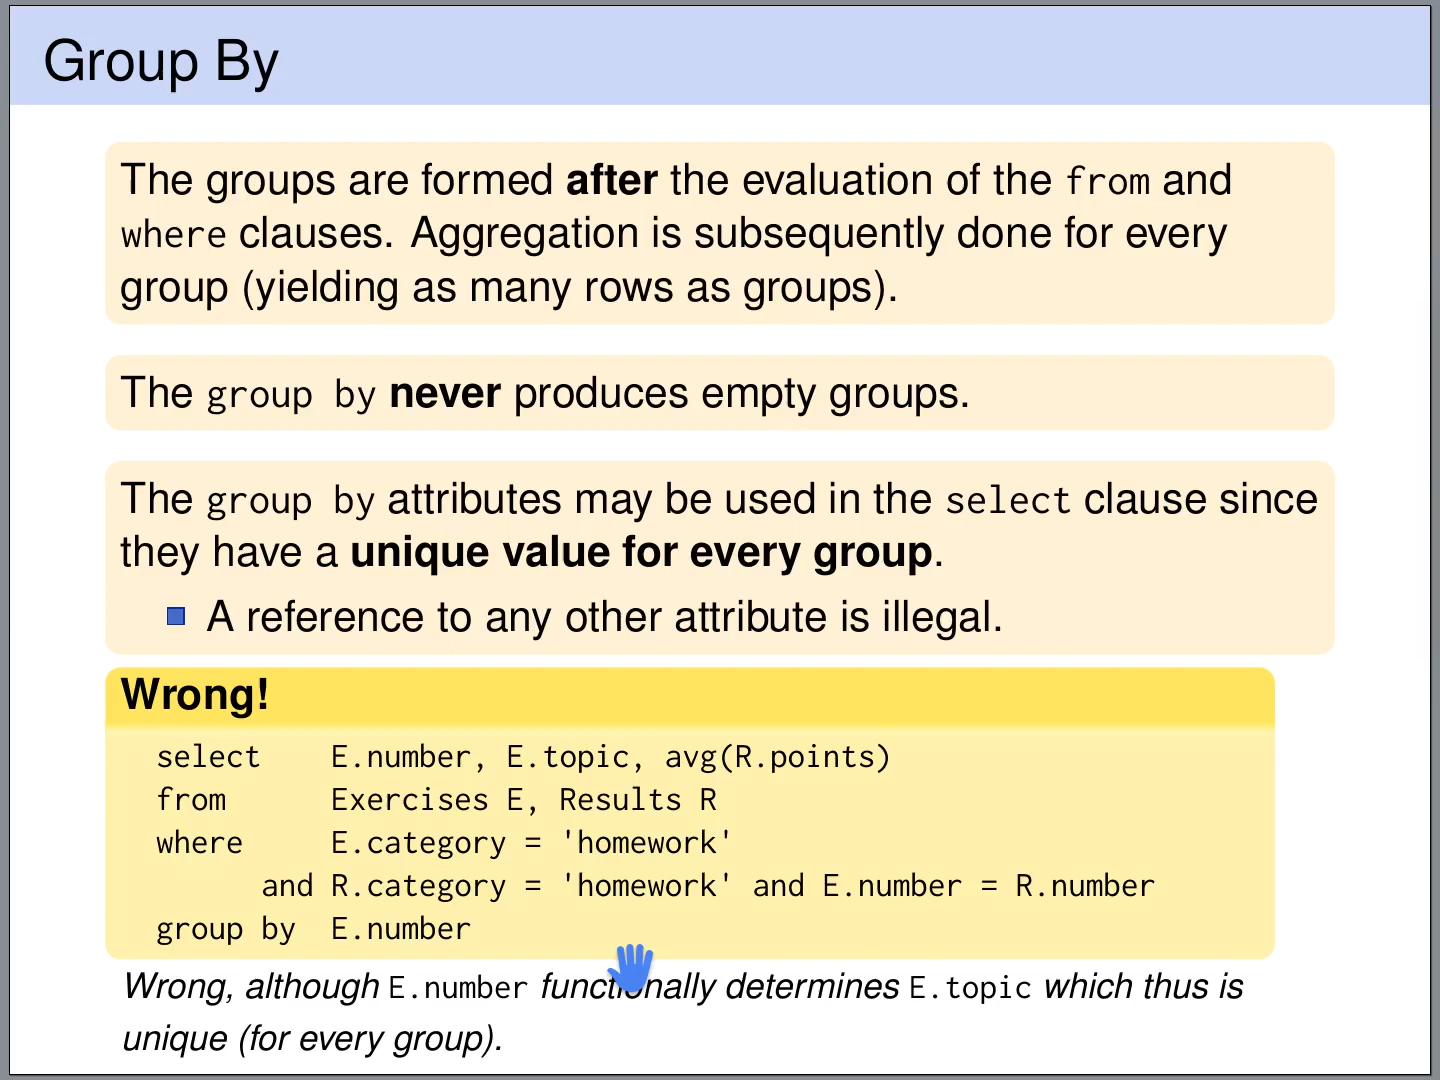 Group By
The groups are formed after the evaluation of the from and
where clauses. Aggregation is subsequently done for every
group (yielding as many rows as groups).
The group by never produces empty groups.
The group by attributes may be used in the select clause since
they have a unique value for every group.
A reference to any other attribute is illegal.
Wrong!
select E.number, E.topic, avg(R.points)
from Exercises E, Results R
where E.category = 'homework'
and R.category = 'homework' and E.number = R.number
group by E.number
Wrong, although E.number functionally determines E.topic which thus is
unique (for every group).